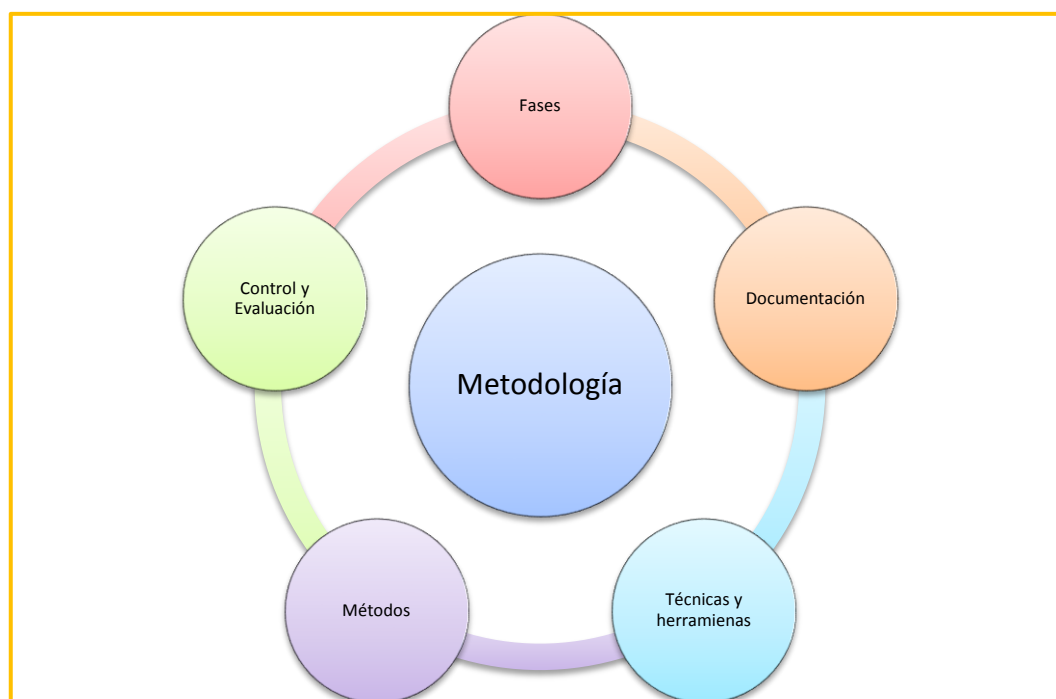 Fases
Control y
Evaluación
Documentación
Metodología
Métodos
Técnicas y
herramienas